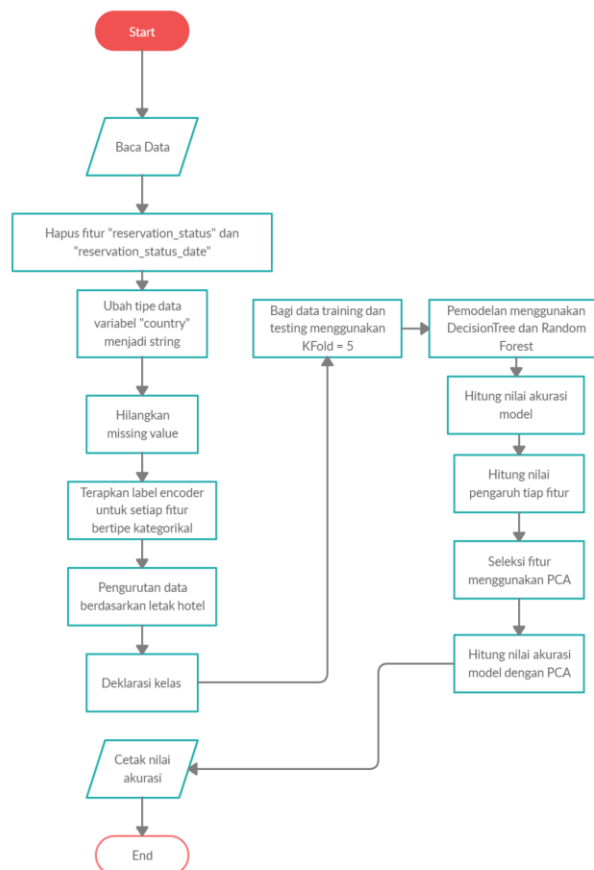 Start
Baca Data
Hapus fitur "reservation_status" dan
"reservation_status_date"
Ubah tipe data
variabel "country"
menjadi string
Hilangkan
missing value
Terapkan label encoder
untuk setiap fitur
bertipe kategorikal
Pengurutan data
berdasarkan letak hotel
Deklarasi kelas
Bagi data training dan
testing menggunakan
KFold = 5
Pemodelan menggunakan
DecisionTree dan Random
Forest
Hitung nilai akurasi
model
Hitung nilai
pengaruh tiap fitur
Seleksi fitur
menggunakan PCA
Hitung nilai akurasi
model dengan PCA
Cetak nilai
akurasi
End